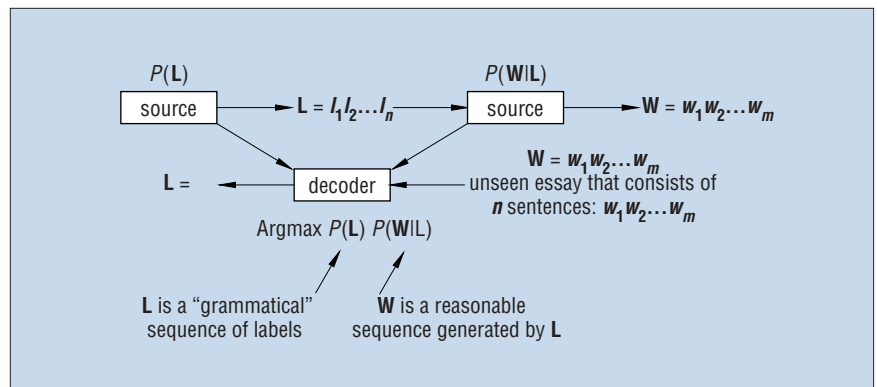 P(L) P(W|L)
source L = l₁l₂...lₙ source W = w₁w₂...wₘ
W = w₁w₂...wₘ
L = decoder unseen essay that consists of
n sentences: w₁w₂...wₘ
Argmax P(L) P(W|L)
L is a “grammatical” W is a reasonable
sequence of labels sequence generated by L